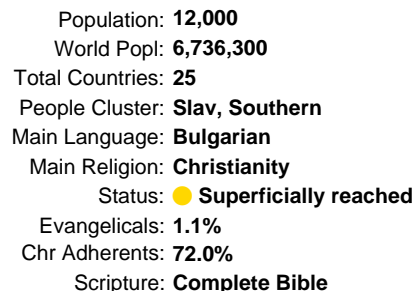 Population: 12,000
World Popl: 6,736,300
Total Countries: 25
People Cluster: Slav, Southern
Main Language: Bulgarian
Main Religion: Christianity
Status: Superficially reached
Evangelicals: 1.1%
Chr Adherents: 72.0%
Scripture: Complete Bible